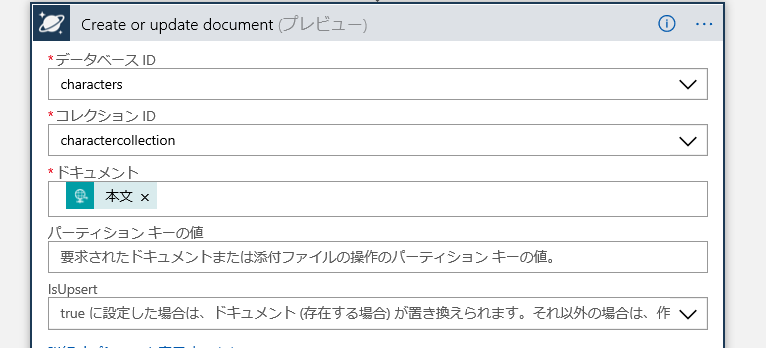 Create or update document (プレビュー)
*データベース ID
characters
*コレクション ID
charactercollection
*ドキュメント
本文 ×
パーティション キーの値
要求されたドキュメントまたは添付ファイルの操作のパーティション キーの値。
IsUpsert
true に設定した場合は、ドキュメント (存在する場合) が置き換えられます。それ以外の場合は、作